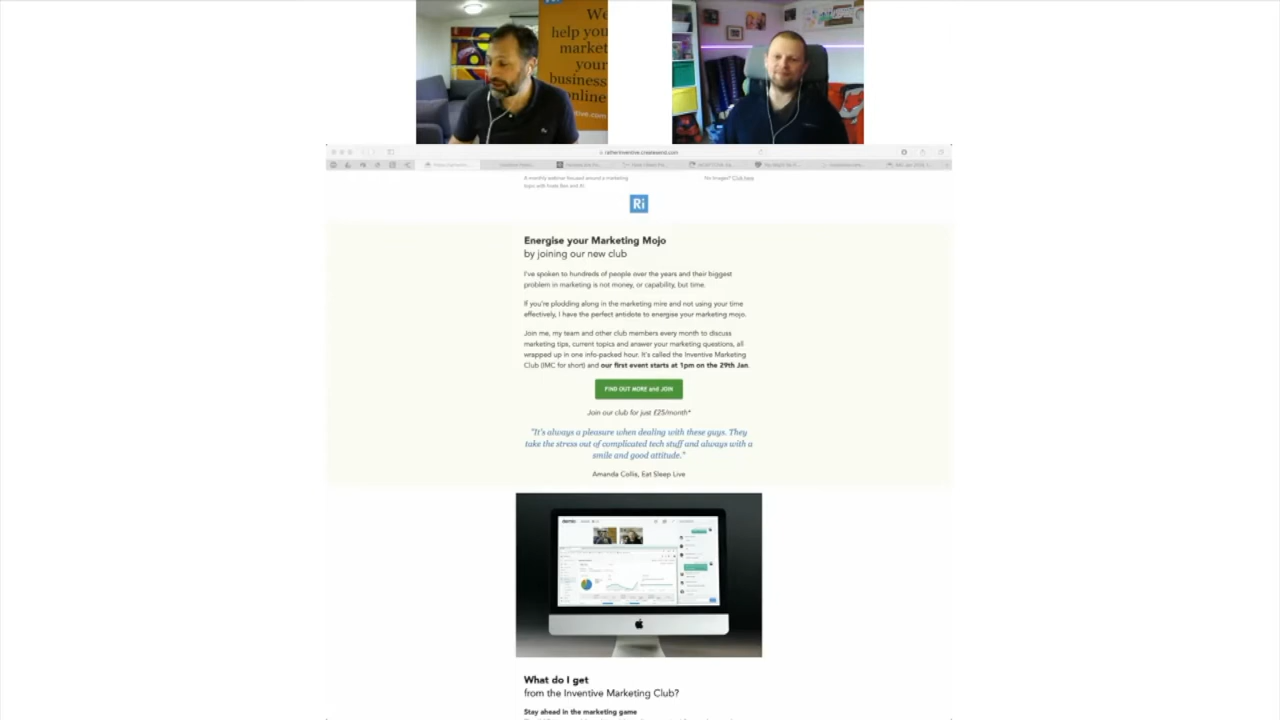 We
help you
market
your
business
online
ratherinventive.createsend.com
A monthly webinar focused around a marketing
topic with hosts Ben and Al
No images? Click here
Ri
Energise your Marketing Mojo
by joining our new club
I've spoken to hundreds of people over the years and their biggest
problem in marketing is not money, or capability, but time.
If you're plodding along in the marketing mire and not using your time
effectively, I have the perfect antidote to energise your marketing mojo.
Join me, my team and other club members every month to discuss
marketing tips, current topics and answer your marketing questions, all
wrapped up in one info-packed hour. It's called the Inventive Marketing
Club (IMC for short) and our first event starts at 1pm on the 29th Jan.
FIND OUT MORE and JOIN
Join our club for just £25/month*
"It's always a pleasure when dealing with these guys. They
take the stress out of complicated tech stuff and always with a
smile and good attitude."
Amanda Collis, Eat Sleep Live
What do I get
from the Inventive Marketing Club?
Stay ahead in the marketing game